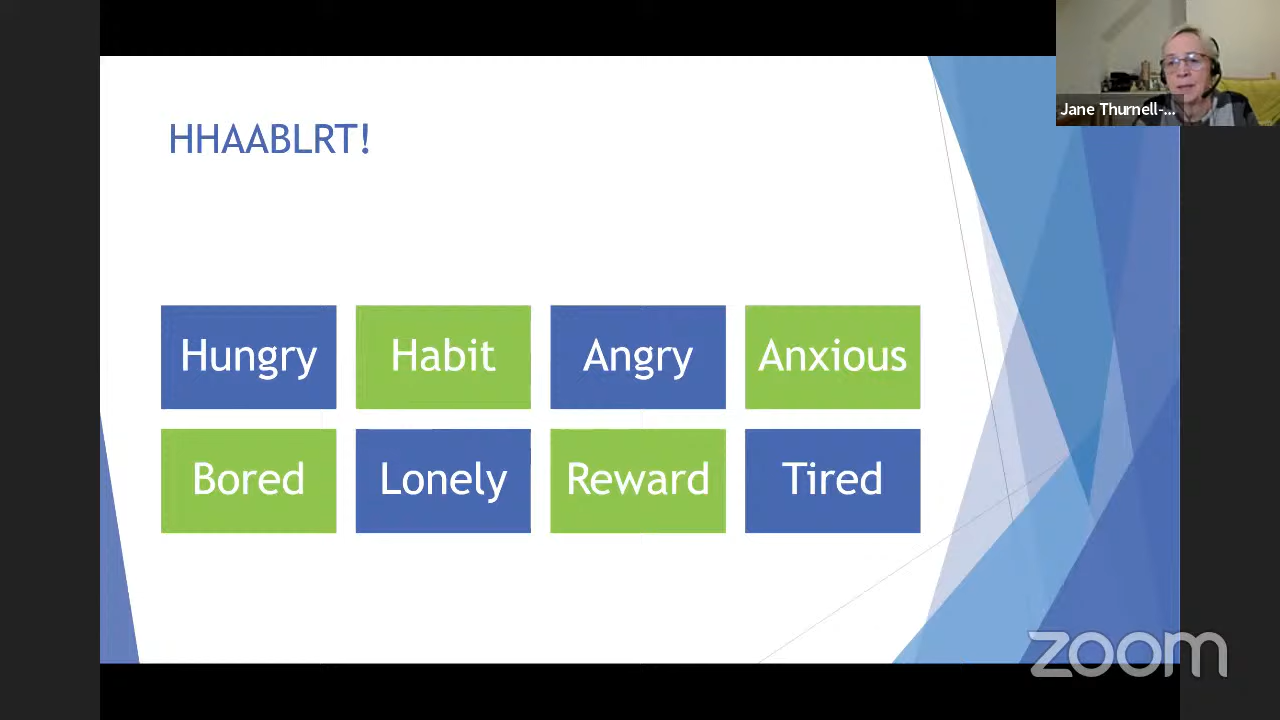 Jane Thurnell-...
HHAABLRT!
Hungry Habit Angry Anxious
Bored Lonely Reward Tired
zoom